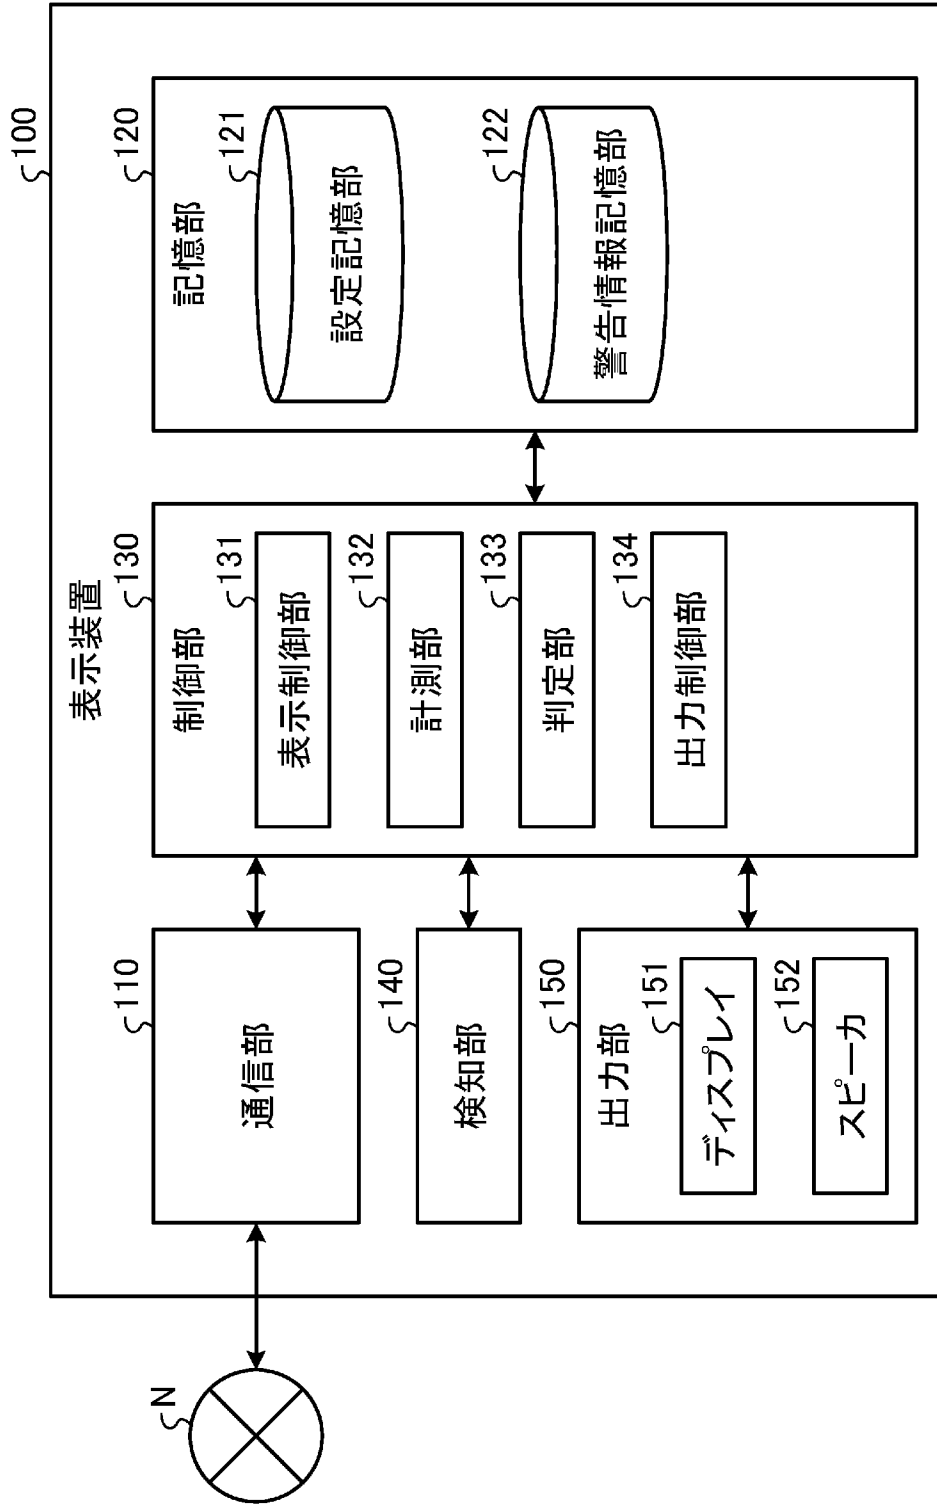 100
表示装置
N
110
通信部
140
検知部
150
出力部
151
ディスプレイ
152
スピーカ
130
制御部
131
表示制御部
132
計測部
133
判定部
134
出力制御部
120
記憶部
121
設定記憶部
122
警告情報記憶部